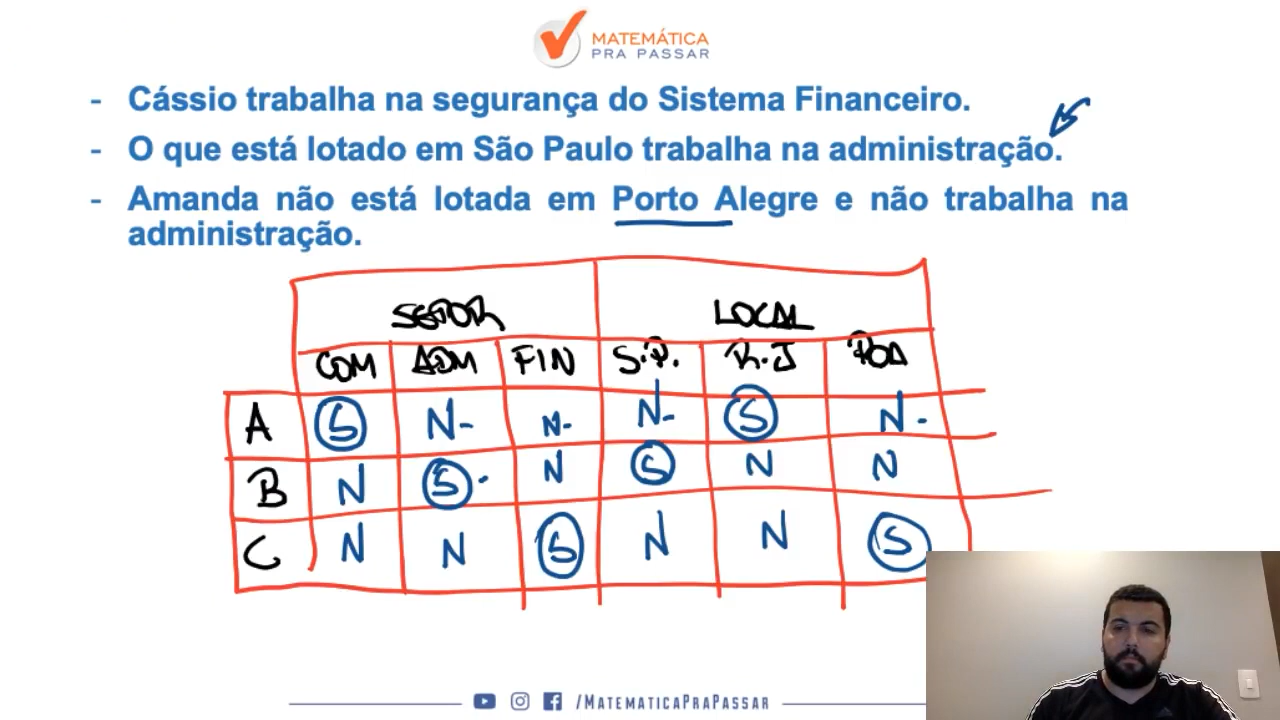 MATEMÁTICA
PRA PASSAR
- Cássio trabalha na segurança do Sistema Financeiro.
- O que está lotado em São Paulo trabalha na administração.
- Amanda não está lotada em Porto Alegre e não trabalha na
administração.
SETOR LOCAL
COM ADM FIN S.P. R.J POA
A S N N N S N
B N S N S N N
C N N S N N S
/MATEMATICAPRAPASSAR